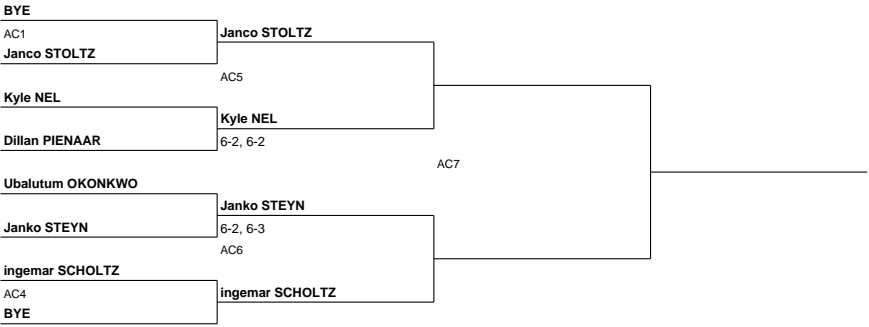 BYE
AC1
Janco STOLTZ
Janco STOLTZ
AC5
Kyle NEL
Kyle NEL
Dillan PIENAAR
6-2, 6-2
AC7
Ubalutum OKONKWO
Janko STEYN
Janko STEYN
6-2, 6-3
AC6
ingemar SCHOLTZ
AC4
ingemar SCHOLTZ
BYE